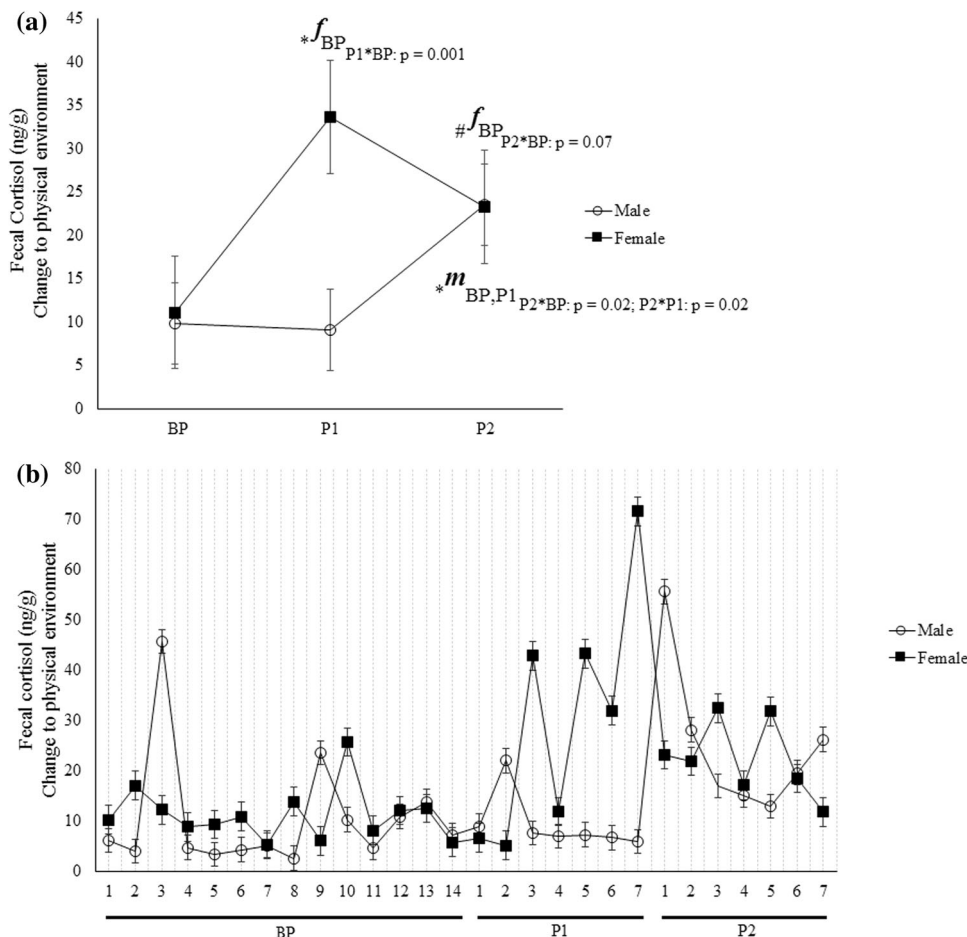 (a)
Fecal Cortisol (ng/g)
Change to physical environment
45
40
35
30
25
20
15
10
5
0
*fBP P1*BP: p = 0.001
#fBP P2*BP: p = 0.07
Male
Female
*mBP,P1 P2*BP: p = 0.02; P2*P1: p = 0.02
BP P1 P2
(b)
Fecal cortisol (ng/g)
Change to physical environment
80
70
60
50
40
30
20
10
0
Male
Female
1 2 3 4 5 6 7 8 9 10 11 12 13 14 1 2 3 4 5 6 7 1 2 3 4 5 6 7
BP P1 P2